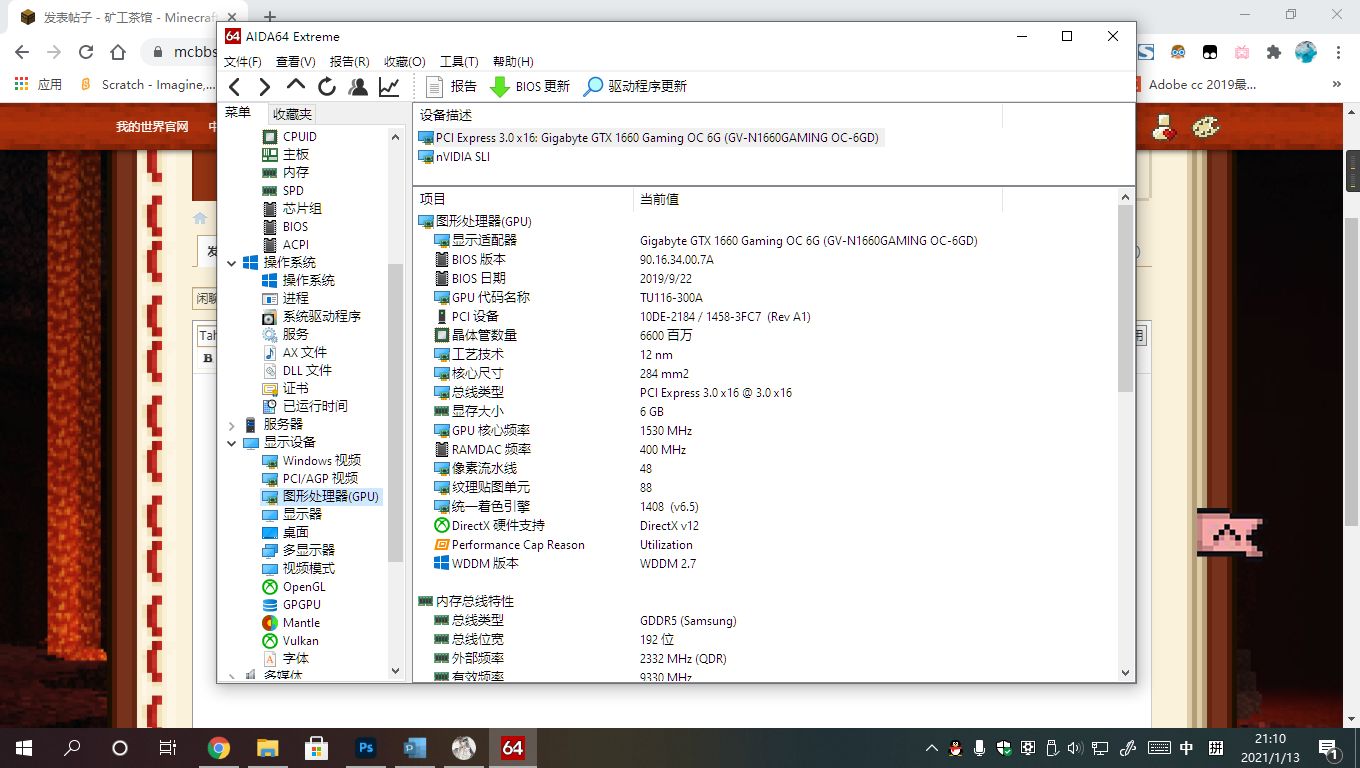 发表帖子 - 矿工茶馆 - Minecraft
mcbbs
应用
Scratch - Imagine,...
Adobe cc 2019最...
我的世界官网
AIDA64 Extreme
文件(F) 查看(V) 报告(R) 收藏(O) 工具(T) 帮助(H)
报告 BIOS 更新 驱动程序更新
菜单 收藏夹
CPUID
主板
内存
SPD
芯片组
BIOS
ACPI
操作系统
操作系统
进程
系统驱动程序
服务
AX 文件
DLL 文件
证书
已运行时间
服务器
显示设备
Windows 视频
PCI/AGP 视频
图形处理器(GPU)
显示器
桌面
多显示器
视频模式
OpenGL
GPGPU
Mantle
Vulkan
字体
多媒体
设备描述
PCI Express 3.0 x16: Gigabyte GTX 1660 Gaming OC 6G (GV-N1660GAMING OC-6GD)
nVIDIA SLI
项目 当前值
图形处理器(GPU)
显示适配器 Gigabyte GTX 1660 Gaming OC 6G (GV-N1660GAMING OC-6GD)
BIOS 版本 90.16.34.00.7A
BIOS 日期 2019/9/22
GPU 代码名称 TU116-300A
PCI 设备 10DE-2184 / 1458-3FC7 (Rev A1)
晶体管数量 6600 百万
工艺技术 12 nm
核心尺寸 284 mm2
总线类型 PCI Express 3.0 x16 @ 3.0 x16
显存大小 6 GB
GPU 核心频率 1530 MHz
RAMDAC 频率 400 MHz
像素流水线 48
纹理贴图单元 88
统一着色引擎 1408 (v6.5)
DirectX 硬件支持 DirectX v12
Performance Cap Reason Utilization
WDDM 版本 WDDM 2.7
内存总线特性
总线类型 GDDR5 (Samsung)
总线位宽 192 位
外部频率 2332 MHz (QDR)
有效频率 9330 MHz
发
闲聊
Tah
B
用
Ps
64
中
拼
21:10
2021/1/13
1